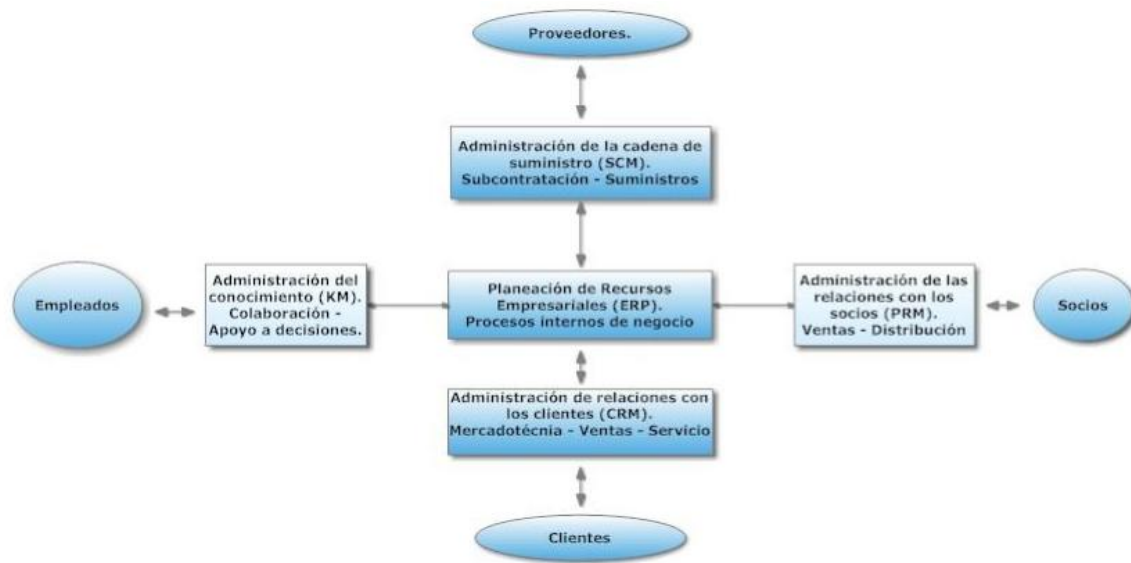 Proveedores.
Administración de la cadena de
suministro (SCM).
Subcontratación - Suministros
Empleados
Administración del
conocimiento (KM).
Colaboración -
Apoyo a decisiones.
Planeación de Recursos
Empresariales (ERP).
Procesos internos de negocio
Administración de las
relaciones con los
socios (PRM).
Ventas - Distribución
Socios
Administración de relaciones con
los clientes (CRM).
Mercadotécnia - Ventas - Servicio
Clientes